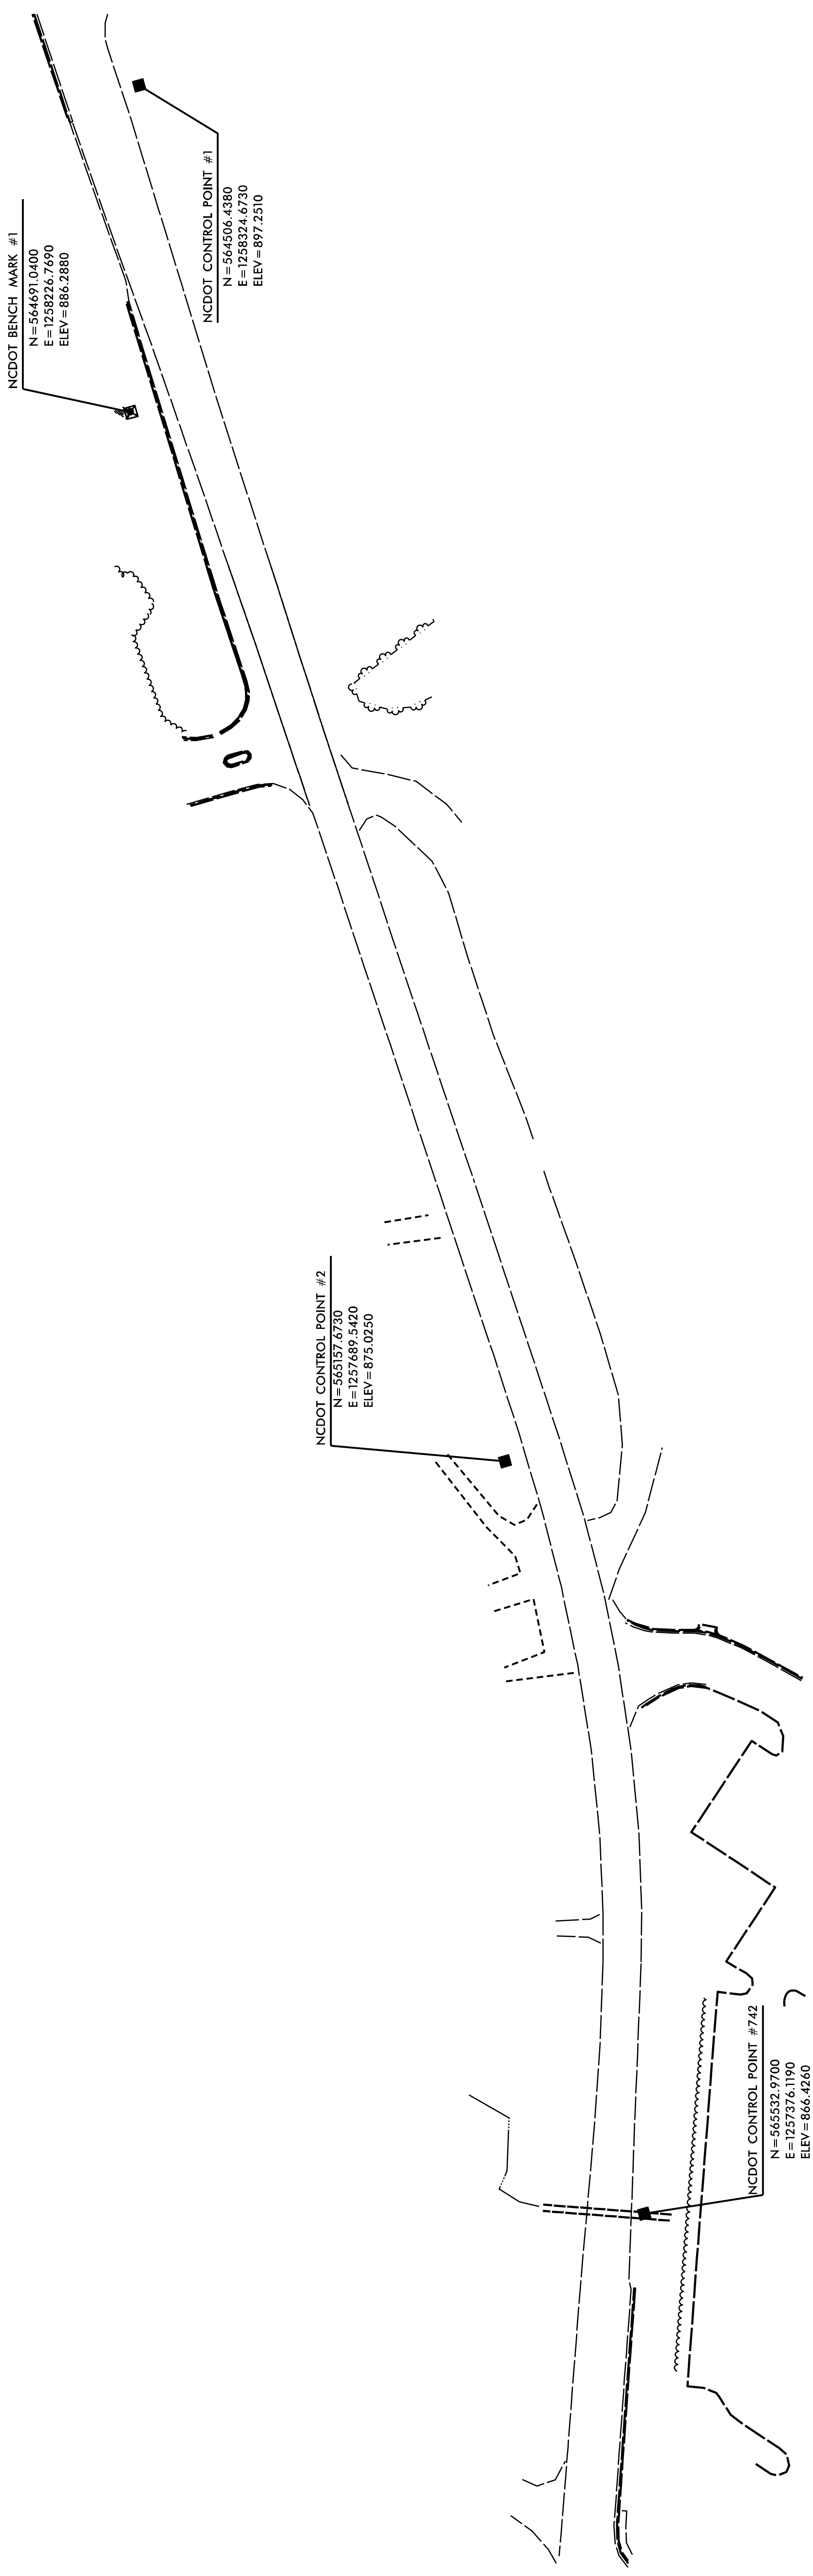 NCDOT BENCH MARK #1
N=564691.0400
E=1258226.7690
ELEV=886.2880
NCDOT CONTROL POINT #1
N=564506.4380
E=1258324.6730
ELEV=897.2510
NCDOT CONTROL POINT #2
N=565157.6730
E=1257689.5420
ELEV=875.0250
NCDOT CONTROL POINT #742
N=565532.9700
E=1257376.1190
ELEV=866.4260